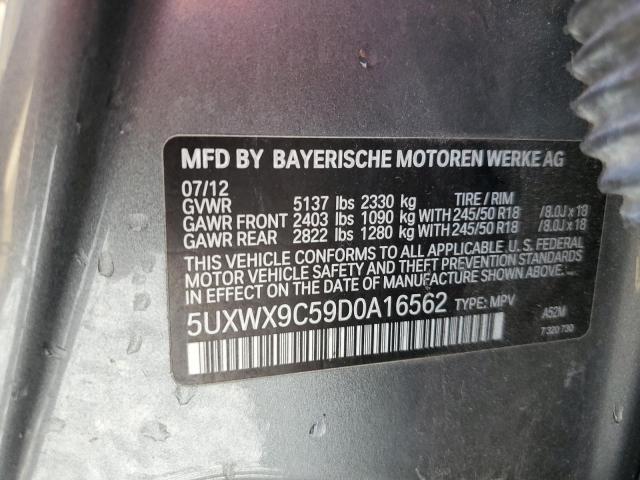 MFD BY BAYERISCHE MOTOREN WERKE AG
07/12 TIRE / RIM
GVWR 5137 lbs 2330 kg
GAWR FRONT 2403 lbs 1090 kg WITH 245/50 R18 /8.0J x 18
GAWR REAR 2822 lbs 1280 kg WITH 245/50 R18 /8.0J x 18
THIS VEHICLE CONFORMS TO ALL APPLICABLE U. S. FEDERAL
MOTOR VEHICLE SAFETY AND THEFT PREVENTION STANDARDS
IN EFFECT ON THE DATE OF MANUFACTURE SHOWN ABOVE.
5UXWX9C59D0A16562 TYPE: MPV A52M
7 320 730